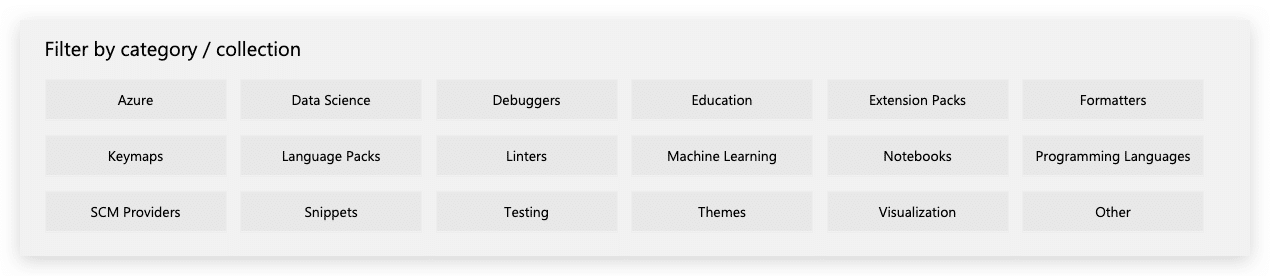 Filter by category / collection
Azure Data Science Debuggers Education Extension Packs Formatters
Keymaps Language Packs Linters Machine Learning Notebooks Programming Languages
SCM Providers Snippets Testing Themes Visualization Other